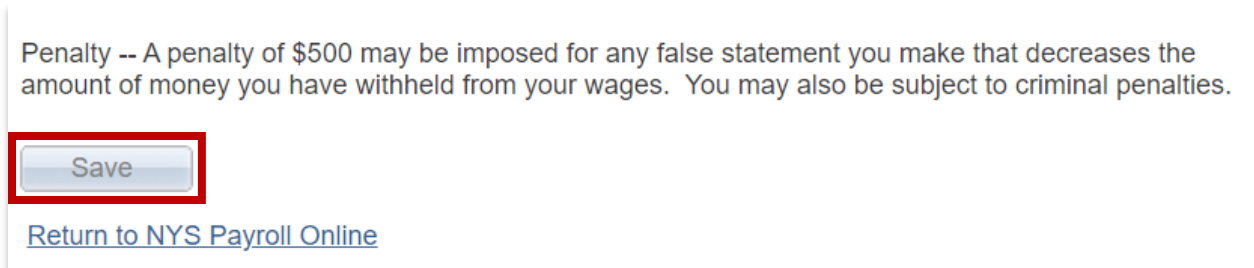 Penalty -- A penalty of $500 may be imposed for any false statement you make that decreases the
amount of money you have withheld from your wages.  You may also be subject to criminal penalties.
Save
Return to NYS Payroll Online